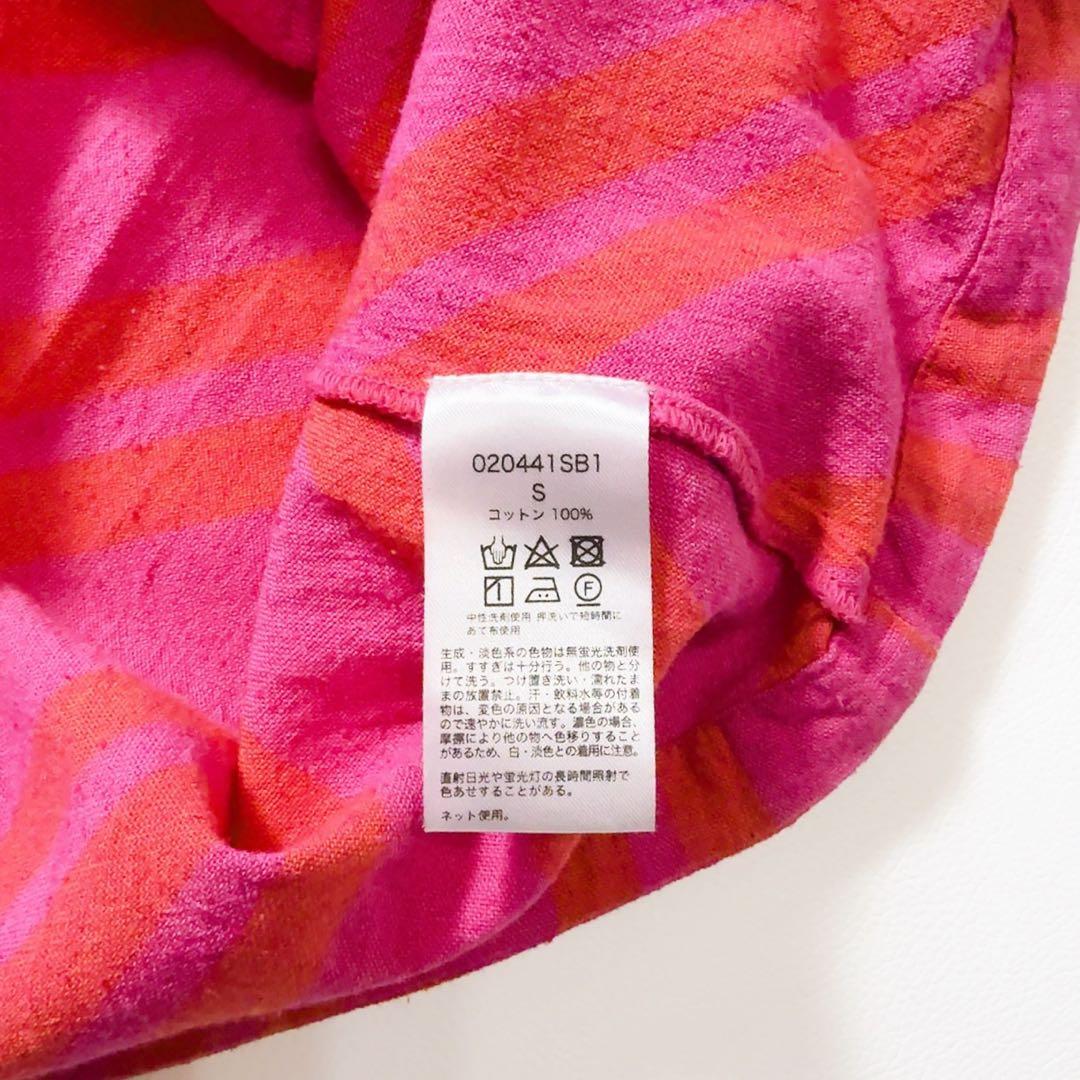 020441SB1
S
コットン 100%
F
中性洗剤使用 押洗いで短時間に
あて布使用
生成・淡色系の色物は無蛍光洗剤使
用。すすぎは十分行う。他の物と分
けて洗う。つけ置き洗い・濡れたま
まの放置禁止。汗・飲料水等の付着
物は、変色の原因となる場合がある
ので速やかに洗い流す。濃色の場合、
摩擦により他の物へ色移りすること
があるため、白・淡色との着用に注意。
直射日光や蛍光灯の長時間照射で
色あせすることがある。
ネット使用。